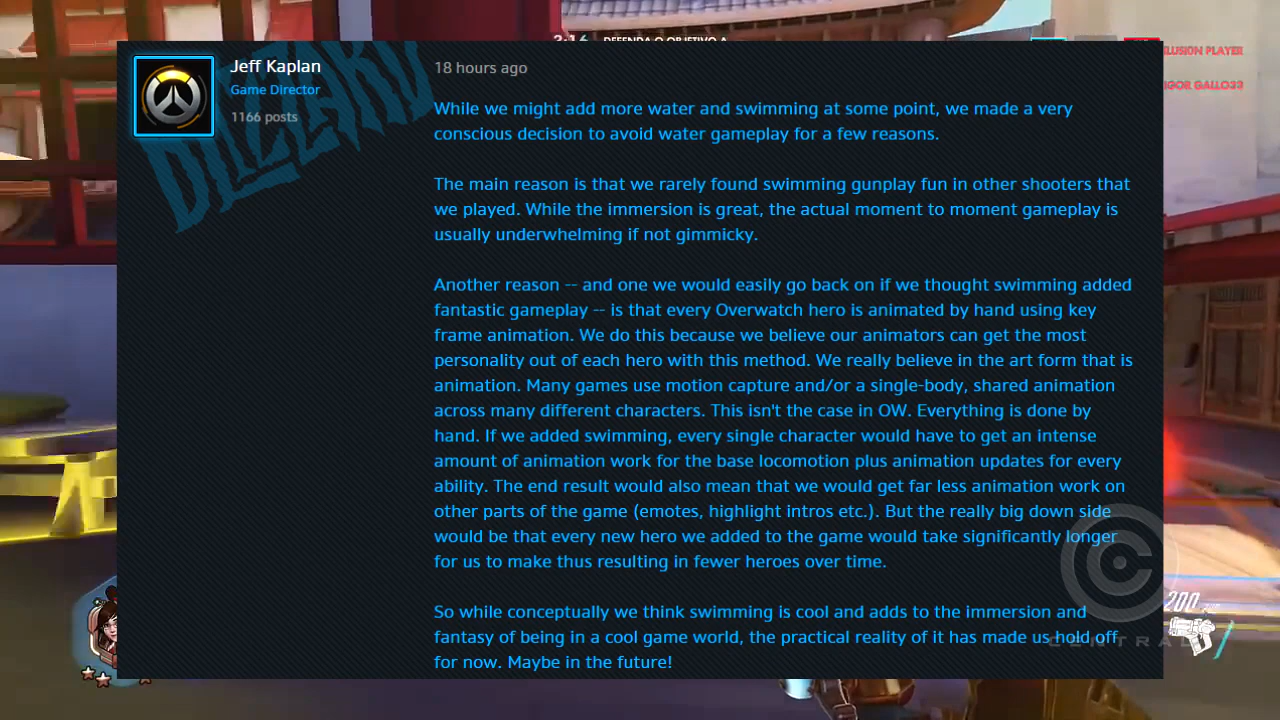 2:16 DEFENDA O OBJETIVO A
Jeff Kaplan
Game Director
1166 posts
BLIZZARD
18 hours ago
While we might add more water and swimming at some point, we made a very
conscious decision to avoid water gameplay for a few reasons.
The main reason is that we rarely found swimming gunplay fun in other shooters that
we played. While the immersion is great, the actual moment to moment gameplay is
usually underwhelming if not gimmicky.
Another reason -- and one we would easily go back on if we thought swimming added
fantastic gameplay -- is that every Overwatch hero is animated by hand using key
frame animation. We do this because we believe our animators can get the most
personality out of each hero with this method. We really believe in the art form that is
animation. Many games use motion capture and/or a single-body, shared animation
across many different characters. This isn't the case in OW. Everything is done by
hand. If we added swimming, every single character would have to get an intense
amount of animation work for the base locomotion plus animation updates for every
ability. The end result would also mean that we would get far less animation work on
other parts of the game (emotes, highlight intros etc.). But the really big down side
would be that every new hero we added to the game would take significantly longer
for us to make thus resulting in fewer heroes over time.
So while conceptually we think swimming is cool and adds to the immersion and
fantasy of being in a cool game world, the practical reality of it has made us hold off
for now. Maybe in the future!
LUSION PLAYER
IGOR GALLO33
CENTRAL
200